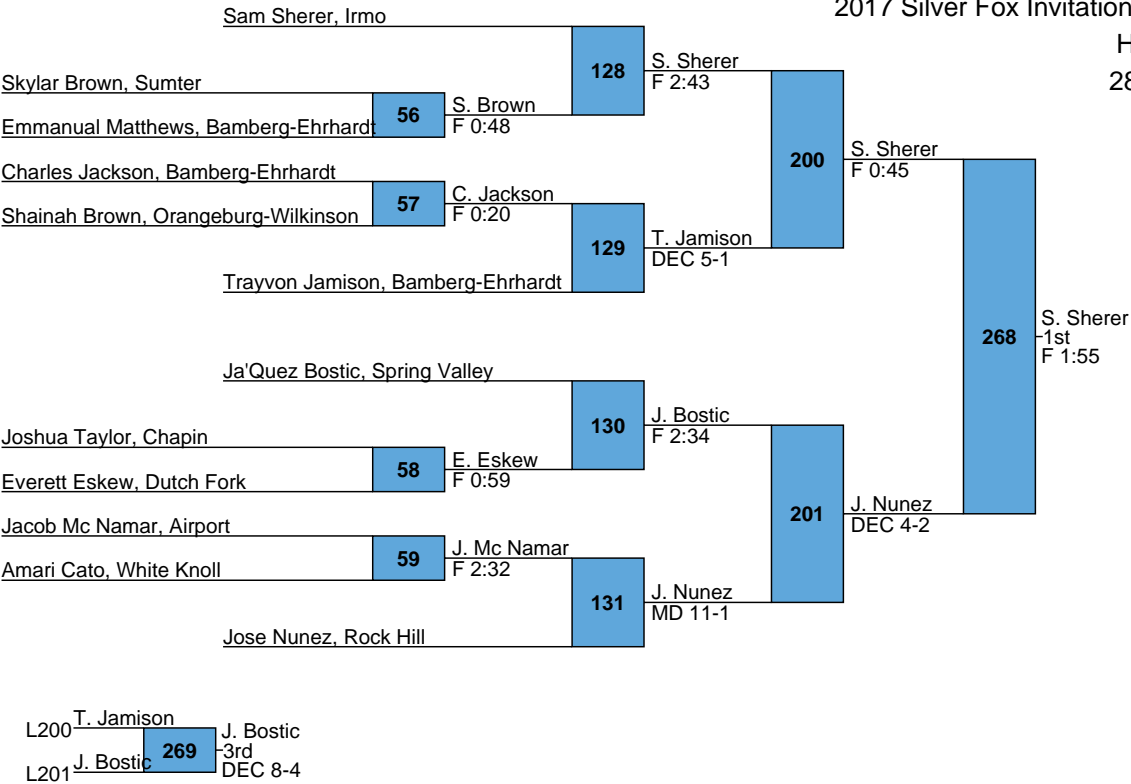 2017 Silver Fox Invitation
H
28
Sam Sherer, Irmo
128
S. Sherer
F 2:43
Skylar Brown, Sumter
56
S. Brown
F 0:48
Emmanual Matthews, Bamberg-Ehrhardt
200
S. Sherer
F 0:45
Charles Jackson, Bamberg-Ehrhardt
57
C. Jackson
F 0:20
Shainah Brown, Orangeburg-Wilkinson
129
T. Jamison
DEC 5-1
Trayvon Jamison, Bamberg-Ehrhardt
268
S. Sherer
1st
F 1:55
Ja'Quez Bostic, Spring Valley
130
J. Bostic
F 2:34
Joshua Taylor, Chapin
58
E. Eskew
F 0:59
Everett Eskew, Dutch Fork
201
J. Nunez
DEC 4-2
Jacob Mc Namar, Airport
59
J. Mc Namar
F 2:32
Amari Cato, White Knoll
131
J. Nunez
MD 11-1
Jose Nunez, Rock Hill
L200 T. Jamison
269
J. Bostic
3rd
DEC 8-4
L201 J. Bostic